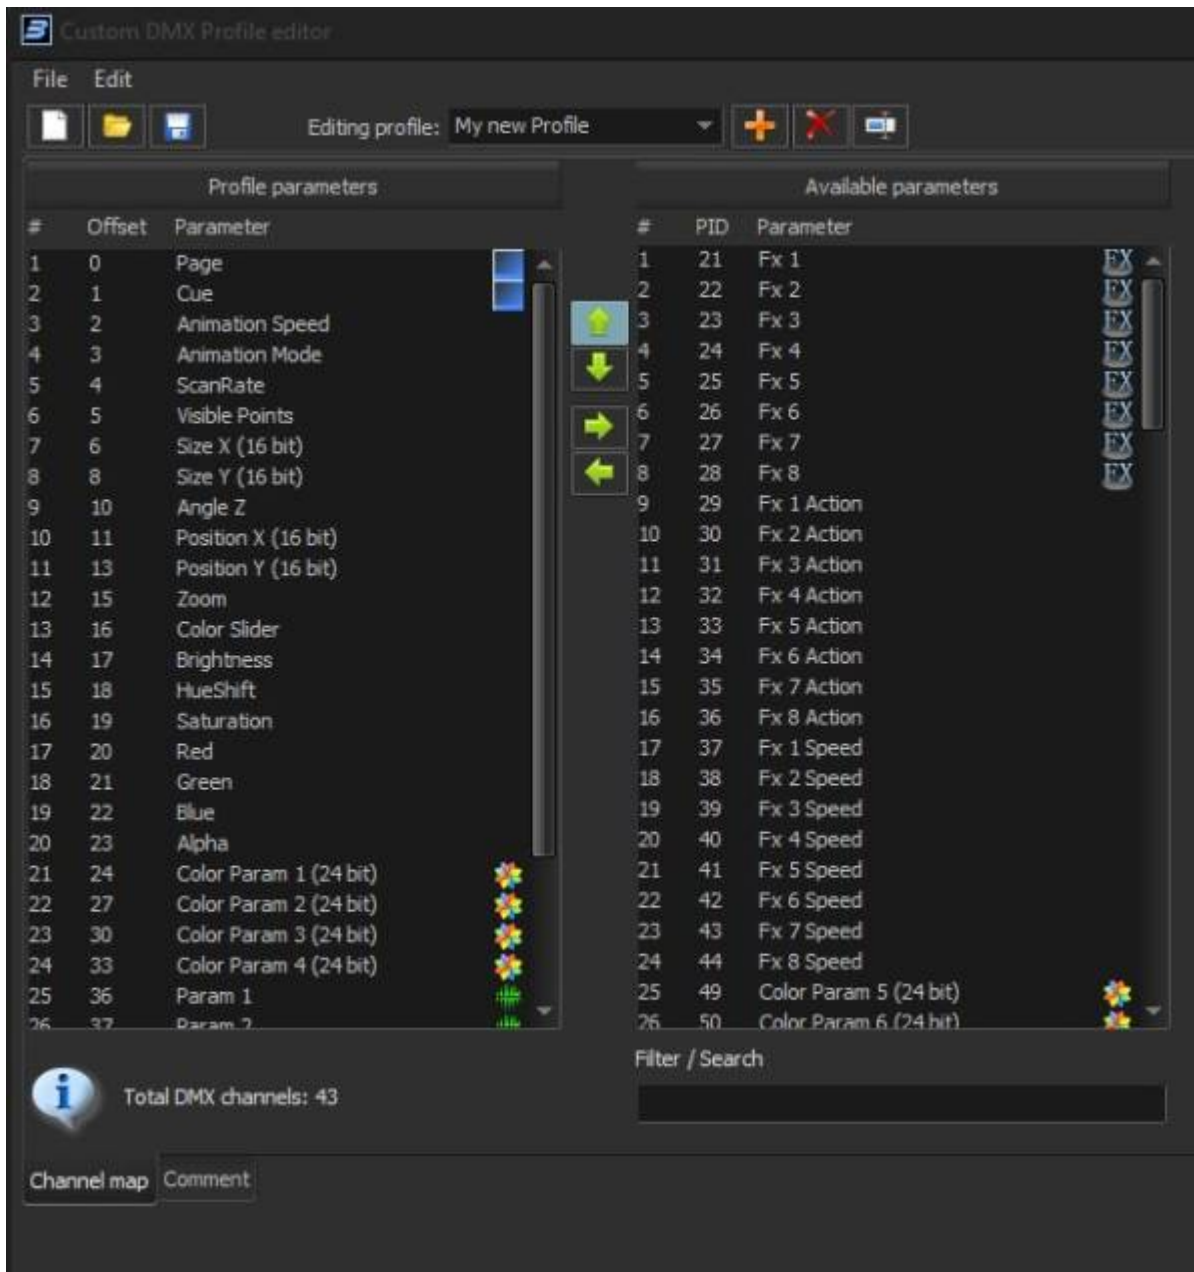 Custom DMX Profile editor
File Edit
Editing profile: My new Profile
Profile parameters
# Offset Parameter
1 0 Page
2 1 Cue
3 2 Animation Speed
4 3 Animation Mode
5 4 ScanRate
6 5 Visible Points
7 6 Size X (16 bit)
8 8 Size Y (16 bit)
9 10 Angle Z
10 11 Position X (16 bit)
11 13 Position Y (16 bit)
12 15 Zoom
13 16 Color Slider
14 17 Brightness
15 18 HueShift
16 19 Saturation
17 20 Red
18 21 Green
19 22 Blue
20 23 Alpha
21 24 Color Param 1 (24 bit)
22 27 Color Param 2 (24 bit)
23 30 Color Param 3 (24 bit)
24 33 Color Param 4 (24 bit)
25 36 Param 1
26 37 Param 2
Total DMX channels: 43
Available parameters
# PID Parameter
1 21 Fx 1 FX
2 22 Fx 2 FX
3 23 Fx 3 FX
4 24 Fx 4 FX
5 25 Fx 5 FX
6 26 Fx 6 FX
7 27 Fx 7 FX
8 28 Fx 8 FX
9 29 Fx 1 Action
10 30 Fx 2 Action
11 31 Fx 3 Action
12 32 Fx 4 Action
13 33 Fx 5 Action
14 34 Fx 6 Action
15 35 Fx 7 Action
16 36 Fx 8 Action
17 37 Fx 1 Speed
18 38 Fx 2 Speed
19 39 Fx 3 Speed
20 40 Fx 4 Speed
21 41 Fx 5 Speed
22 42 Fx 6 Speed
23 43 Fx 7 Speed
24 44 Fx 8 Speed
25 49 Color Param 5 (24 bit)
26 50 Color Param 6 (24 bit)
Filter / Search
Channel map Comment